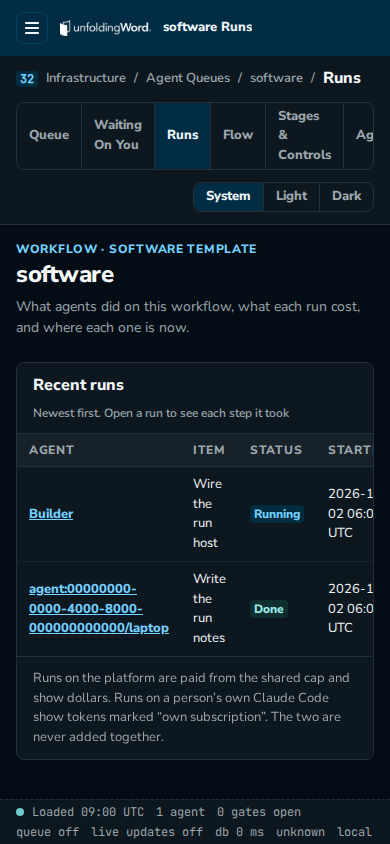 unfoldingWord. software Runs
32 Infrastructure / Agent Queues / software / Runs
Queue
Waiting
On You
Runs
Flow
Stages
&
Controls
Ag
System Light Dark
WORKFLOW · SOFTWARE TEMPLATE
software
What agents did on this workflow, what each run cost,
and where each one is now.
Recent runs
Newest first. Open a run to see each step it took
AGENT ITEM STATUS START
Builder
Wire
the
run
host
Running
2026-1
02 06:0
UTC
agent:00000000-
0000-4000-8000-
000000000000/laptop
Write
the
run
notes
Done
2026-1
02 06:0
UTC
Runs on the platform are paid from the shared cap and
show dollars. Runs on a person’s own Claude Code
show tokens marked “own subscription”. The two are
never added together.
Loaded 09:00 UTC 1 agent 0 gates open
queue off live updates off db 0 ms unknown local